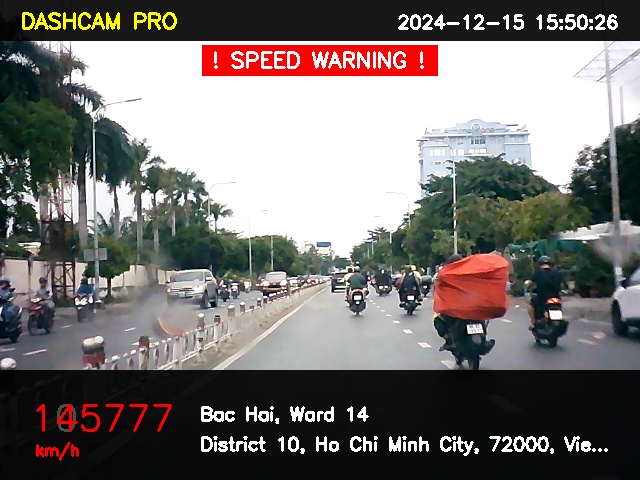 DASHCAM PRO
2024-12-15 15:50:26
! SPEED WARNING !
145777
km/h
Bac Hai, Ward 14
District 10, Ho Chi Minh City, 72000, Vie...